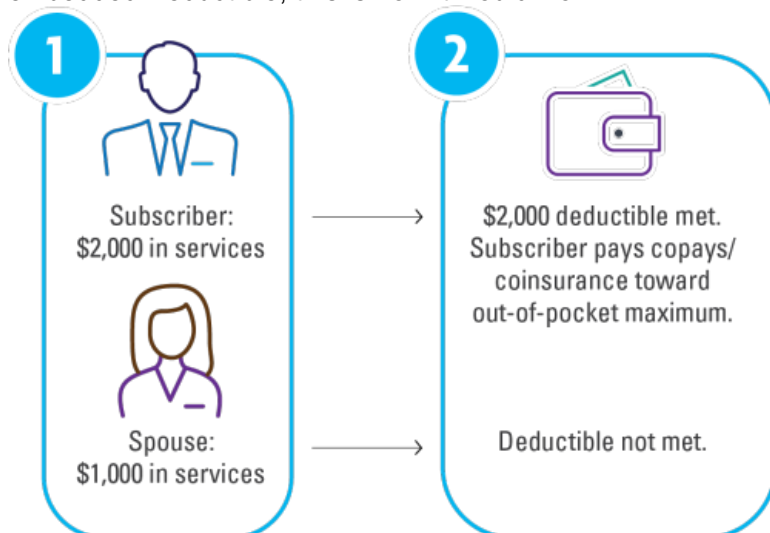 1
2
Subscriber:
$2,000 in services
$2,000 deductible met.
Subscriber pays copays/
coinsurance toward
out-of-pocket maximum.
Spouse:
$1,000 in services
Deductible not met.